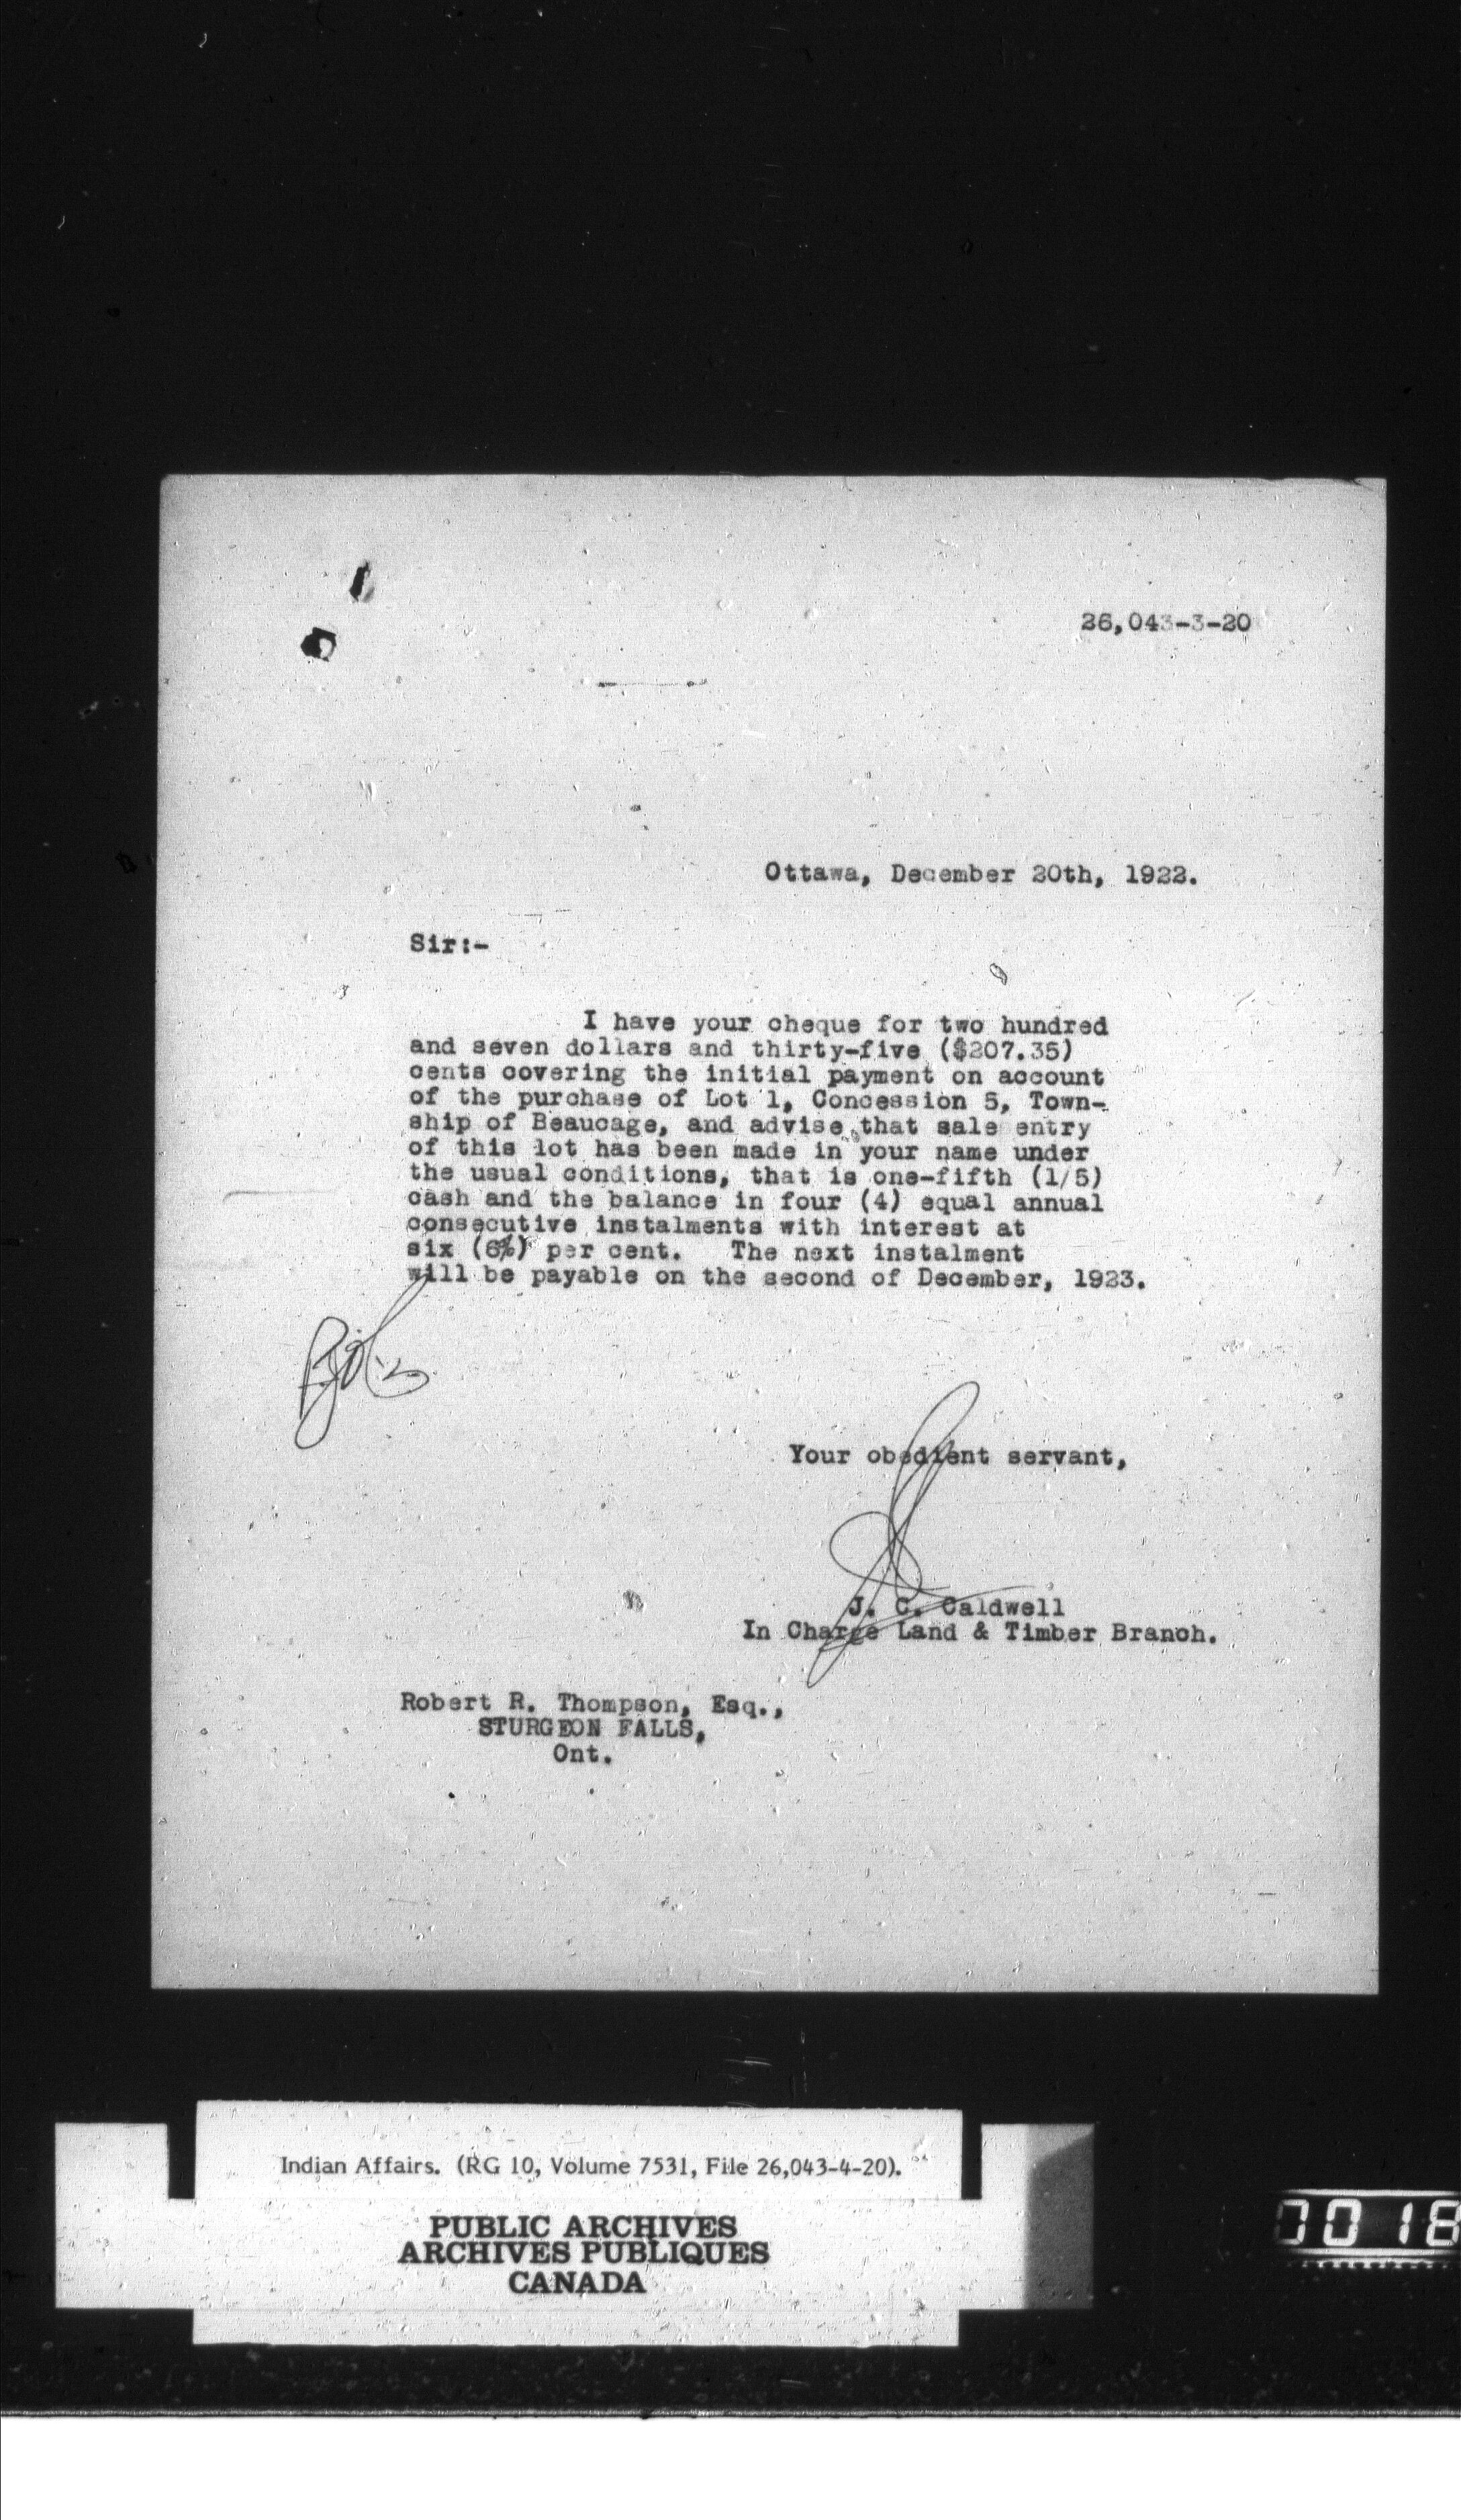 26,043-3-20
Ottawa, December 20th, 1922.
Sir:-
I have your cheque for two hundred
and seven dollars and thirty-five ($207.35)
cents covering the initial payment on account
of the purchase of Lot 1, Concession 5, Town-
ship of Beaucage, and advise that sale entry
of this lot has been made in your name under
the usual conditions, that is one-fifth (1/5)
cash and the balance in four (4) equal annual
consecutive instalments with interest at
six (6%) per cent. The next instalment
will be payable on the second of December, 1923.
Your obedient servant,
J. C. Caldwell
In Charge Land & Timber Branch.
Robert R. Thompson, Esq.,
STURGEON FALLS,
Ont.
Indian Affairs. (RG 10, Volume 7531, File 26,043-4-20).
PUBLIC ARCHIVES
ARCHIVES PUBLIQUES
CANADA
0018